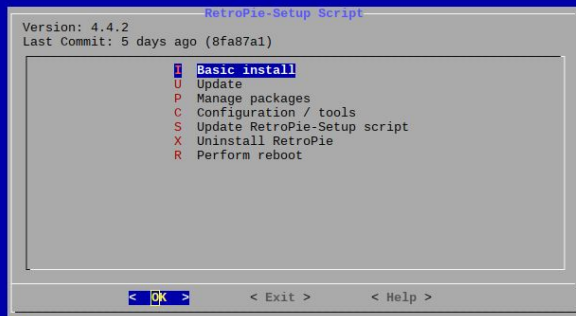 RetroPie-Setup Script
Version: 4.4.2
Last Commit: 5 days ago (8fa87a1)
I Basic install
U Update
P Manage packages
C Configuration / tools
S Update RetroPie-Setup script
X Uninstall RetroPie
R Perform reboot
< OK > < Exit > < Help >